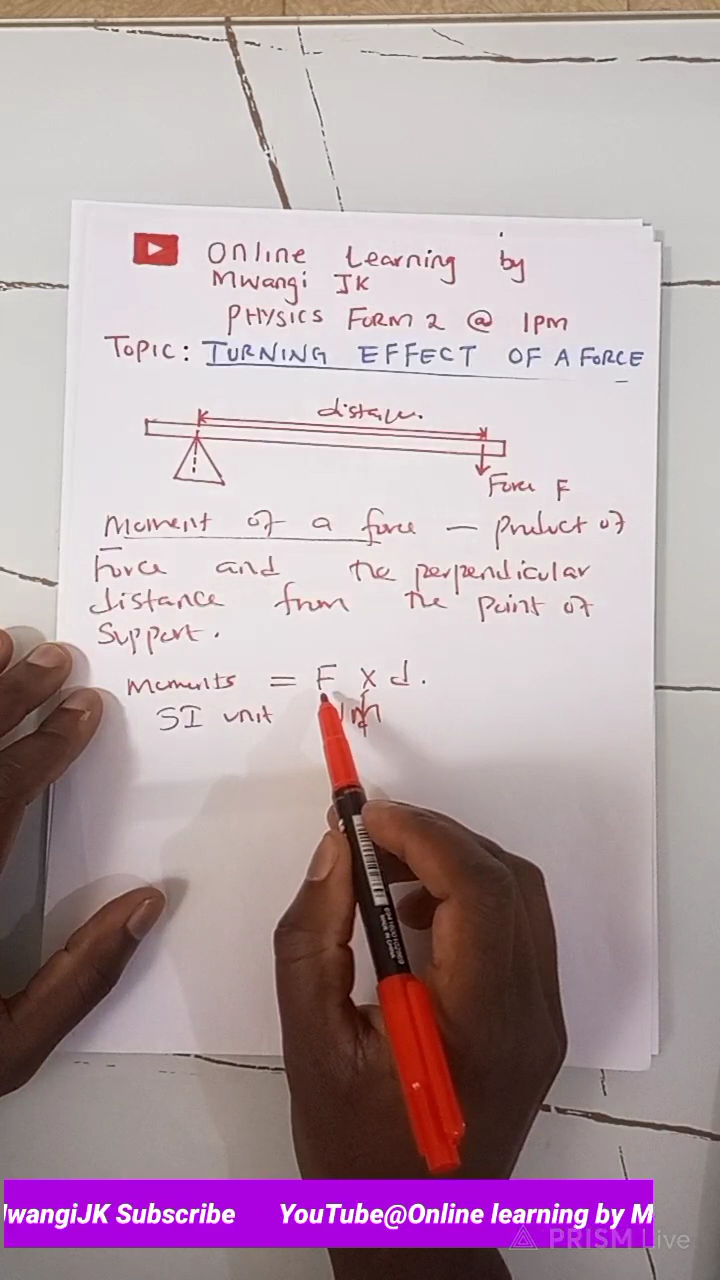 Online Learning by
Mwangi JK
PHYSICS FORM 2 @ 1PM
TOPIC: TURNING EFFECT OF A FORCE
distance.
Force F
Moment of a force — product of
Force and the perpendicular
distance from the point of
support.
Moments = F x d.
SI unit
wangiJK Subscribe YouTube@Online learning by M
PRISM Live